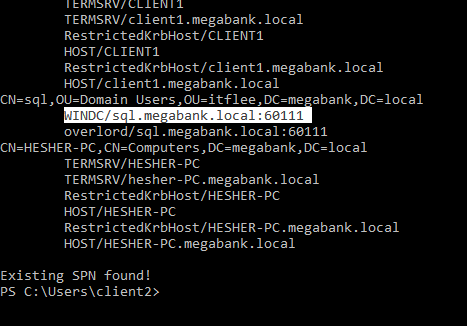 TERMSRV/CLIENT1
TERMSRV/client1.megabank.local
RestrictedKrbHost/CLIENT1
HOST/CLIENT1
RestrictedKrbHost/client1.megabank.local
HOST/client1.megabank.local
CN=sql,OU=Domain Users,OU=itflee,DC=megabank,DC=local
WINDC/sql.megabank.local:60111
overlord/sql.megabank.local:60111
CN=HESHER-PC,CN=Computers,DC=megabank,DC=local
TERMSRV/HESHER-PC
TERMSRV/hesher-pc.megabank.local
RestrictedKrbHost/HESHER-PC
HOST/HESHER-PC
RestrictedKrbHost/HESHER-PC.megabank.local
HOST/HESHER-PC.megabank.local
Existing SPN found!
PS C:\Users\client2>